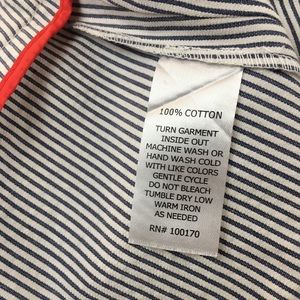 100% COTTON
TURN GARMENT
INSIDE OUT
MACHINE WASH OR
HAND WASH COLD
WITH LIKE COLORS
GENTLE CYCLE
DO NOT BLEACH
TUMBLE DRY LOW
WARM IRON
AS NEEDED
RN# 100170